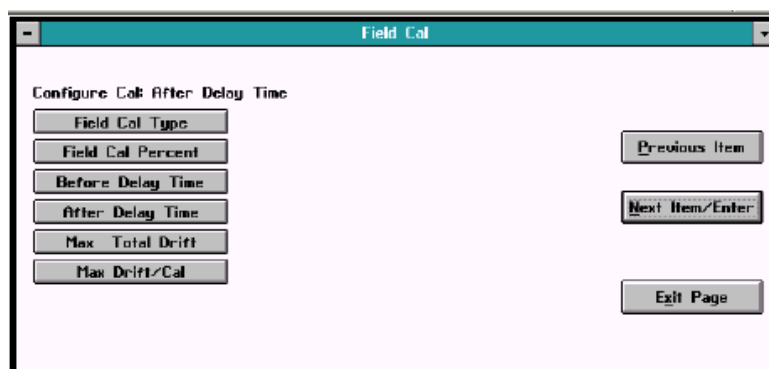 Field Cal
Configure Cal: After Delay Time
Field Cal Type
Field Cal Percent
Before Delay Time
After Delay Time
Max Total Drift
Max Drift/Cal
Previous Item
Next Item/Enter
Exit Page